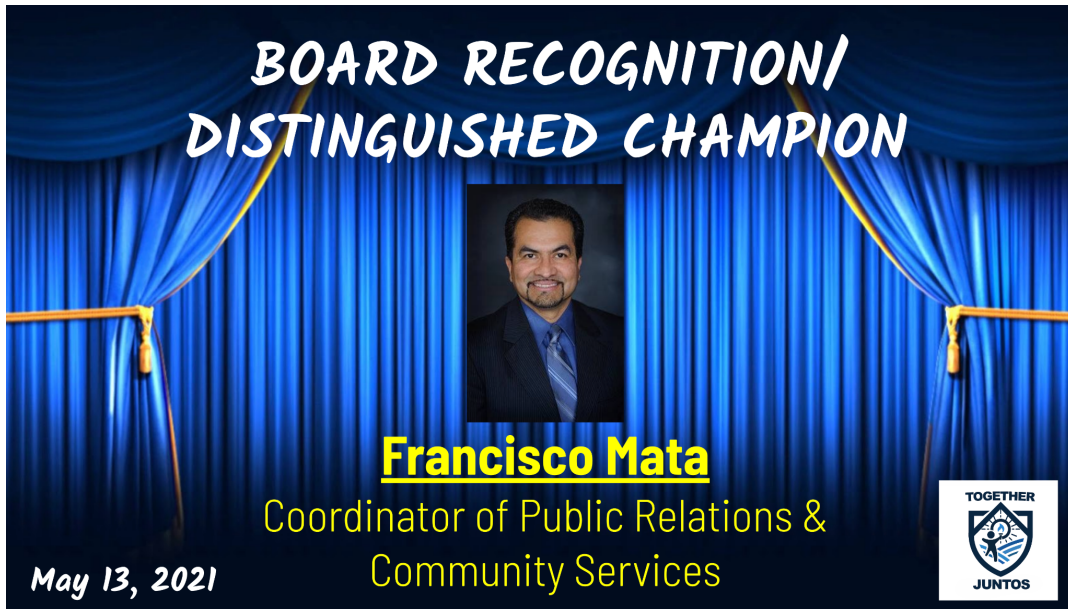 BOARD RECOGNITION/
DISTINGUISHED CHAMPION
Francisco Mata
Coordinator of Public Relations &
Community Services
May 13, 2021
TOGETHER
JUNTOS